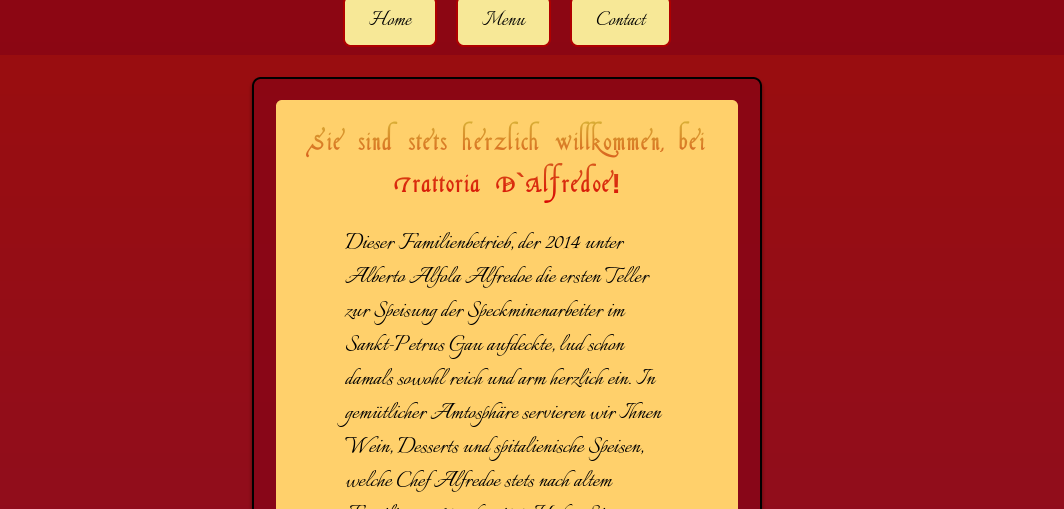 Home Menu Contact
Sie sind stets herzlich willkommen, bei
Trattoria D`Alfredoe!
Dieser Familienbetrieb, der 2014 unter
Alberto Alfola Alfredoe die ersten Teller
zur Speisung der Speckminenarbeiter im
Sankt-Petrus Gau aufdeckte, lud schon
damals sowohl reich und arm herzlich ein. In
gemütlicher Amtosphäre servieren wir Ihnen
Wein, Desserts und spitalienische Speisen,
welche Chef Alfredoe stets nach altem